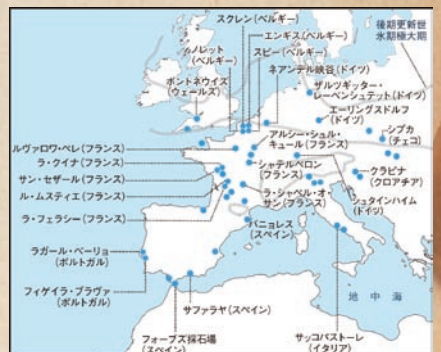 後期更新世
氷期極大期
スクレン(ベルギー)
エンギス(ベルギー)
ノレット
(ベルギー)
スピー(ベルギー)
ネアンデル峡谷(ドイツ)
ポントネウイズ
(ウェールズ)
ザルツギッター・
レーベンシュテット(ドイツ)
エーリングスドルフ
(ドイツ)
アルシー・シュル・
キュール(フランス)
シプカ
(チェコ)
ルヴァロワ・ペレ(フランス)
ラ・クイナ(フランス)
サン・セザール(フランス)
ル・ムスティエ(フランス)
ラ・フェラシー(フランス)
シャテルペロン
(フランス)
クラピナ
(クロアチア)
ラ・シャペル・オ・
サン(フランス)
シュタインハイム
(ドイツ)
バニョレス
(スペイン)
ラガール・ベーリョ
(ポルトガル)
フィゲイラ・ブラヴァ
(ポルトガル)
地中海
サファラヤ(スペイン)
フォーブズ採石場
(スペイン)
サッコパストーレ
(イタリア)